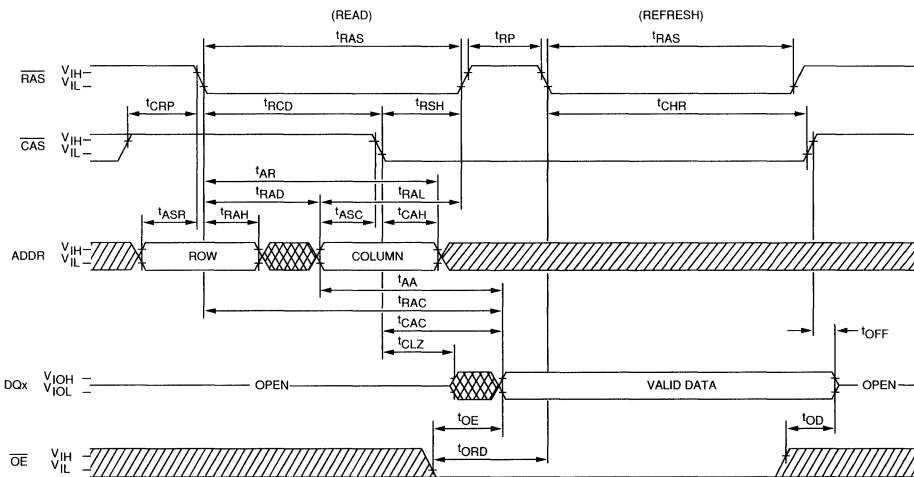 (READ) (REFRESH)
tRAS tRP tRAS
RAS VIH
VIL
tCRP tRCD tRSH tCHR
CAS VIH
VIL
tAR
tRAD tRAL
tASR tRAH tASC tCAH
ADDR VIH
VIL
ROW COLUMN
tAA
tRAC
tCAC
tOFF
tCLZ
DQx VIOH
VIOL
OPEN VALID DATA OPEN
tOE tOD
tORD
OE VIH
VIL